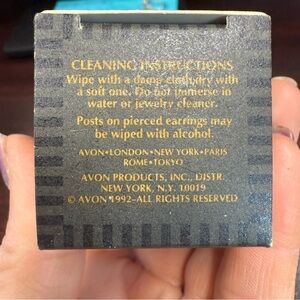 CLEANING INSTRUCTIONS
Wipe with a damp cloth, dry with
a soft one. Do not immerse in
water or jewelry cleaner.
Posts on pierced earrings may
be wiped with alcohol.
AVON•LONDON•NEW YORK•PARIS
ROME•TOKYO
AVON PRODUCTS, INC., DISTR.
NEW YORK, N.Y. 10019
© AVON 1992–ALL RIGHTS RESERVED